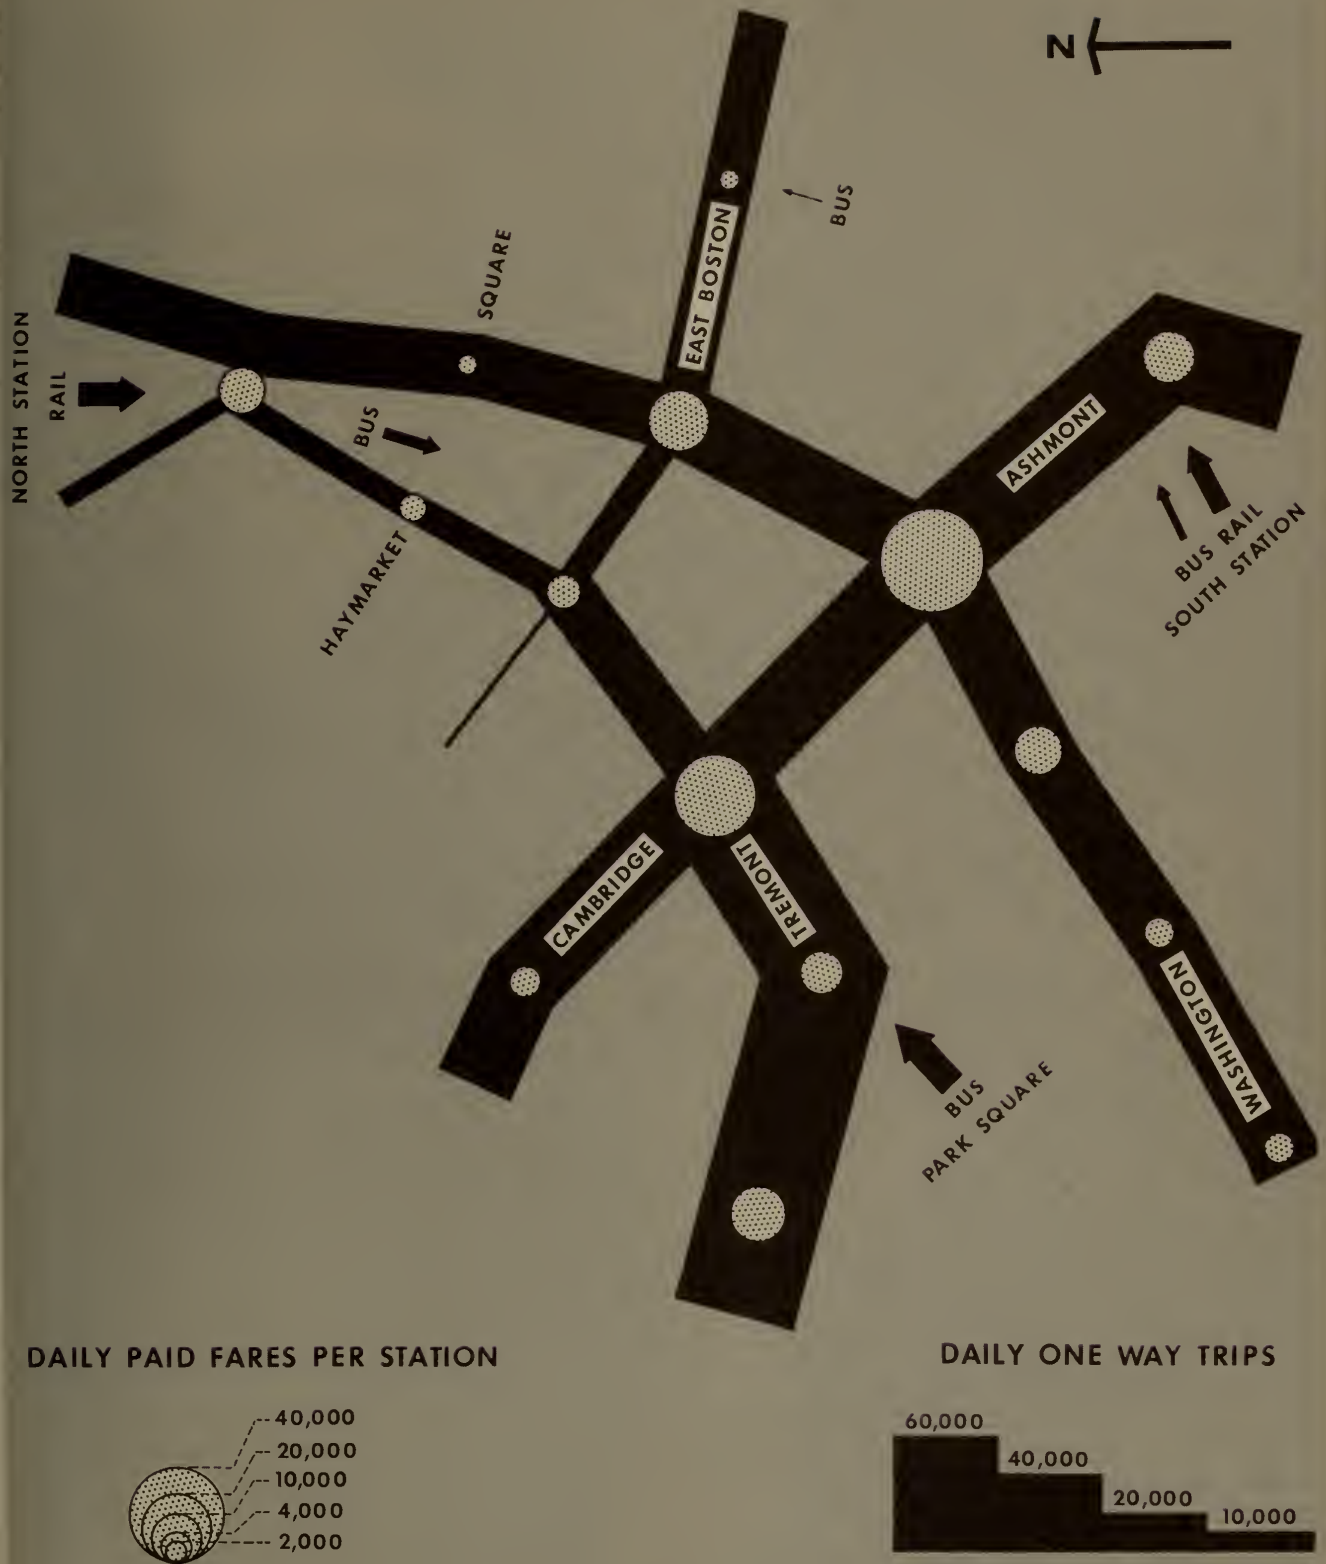 N
BUS
EAST BOSTON
SQUARE
NORTH STATION
RAIL
BUS
HAYMARKET
ASHMONT
BUS RAIL
SOUTH STATION
CAMBRIDGE
TREMONT
WASHINGTON
BUS
PARK SQUARE
DAILY PAID FARES PER STATION
40,000
20,000
10,000
4,000
2,000
DAILY ONE WAY TRIPS
60,000
40,000
20,000
10,000